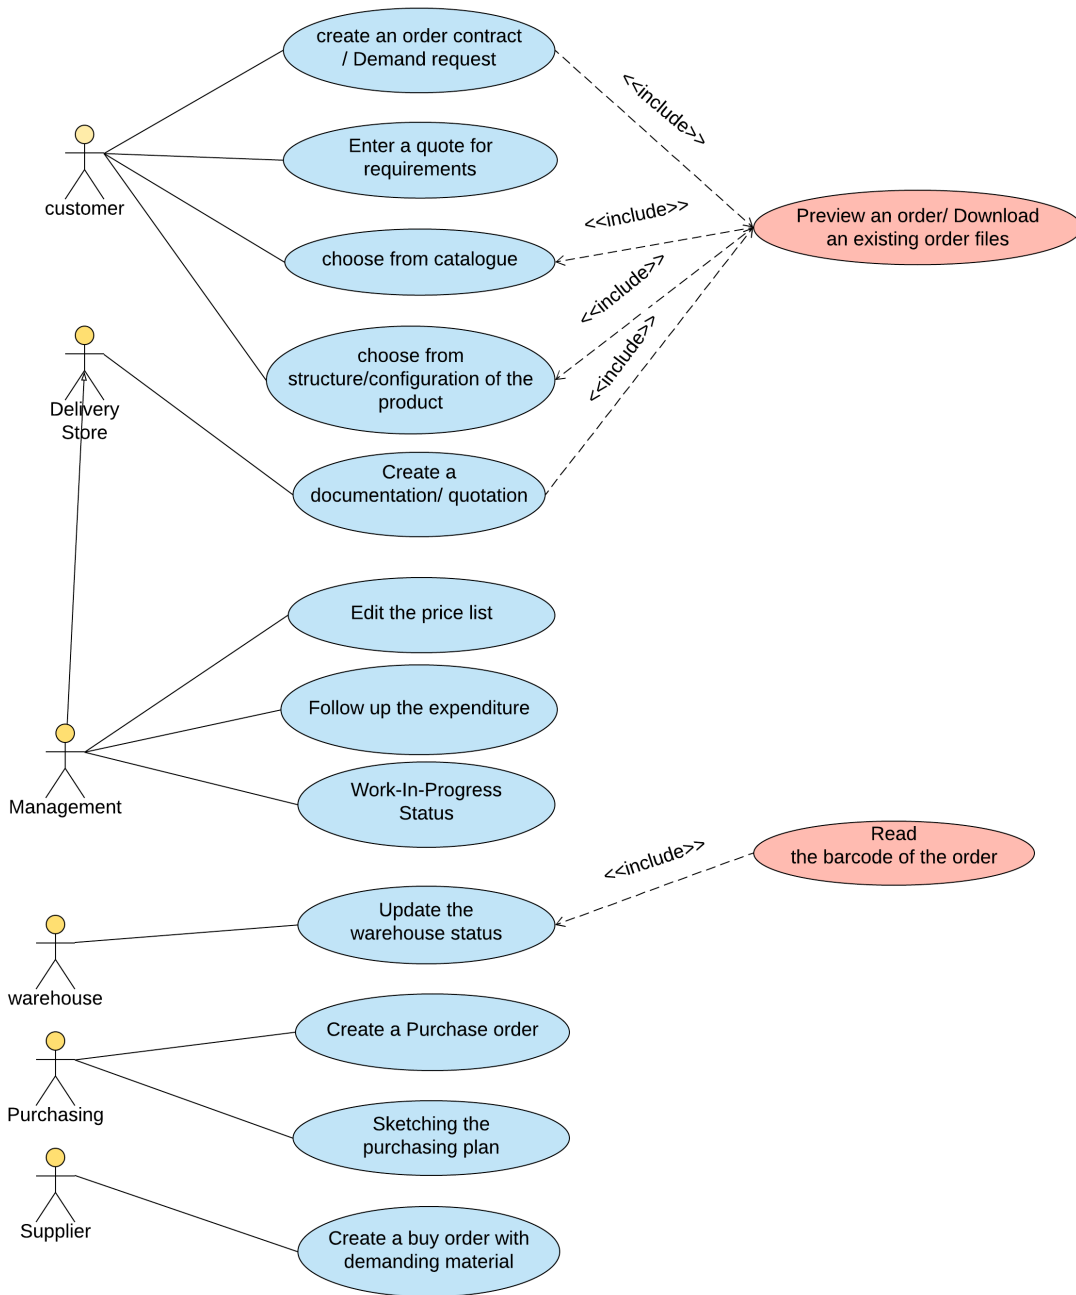 create an order contract
/ Demand request
<<include>>
Enter a quote for
requirements
customer
<<include>>
Preview an order/ Download
an existing order files
choose from catalogue
<<include>>
choose from
structure/configuration of the
product
<<include>>
Delivery
Store
Create a
documentation/ quotation
Edit the price list
Follow up the expenditure
Work-In-Progress
Status
Management
Read
the barcode of the order
<<include>>
Update the
warehouse status
warehouse
Create a Purchase order
Purchasing
Sketching the
purchasing plan
Supplier
Create a buy order with
demanding material